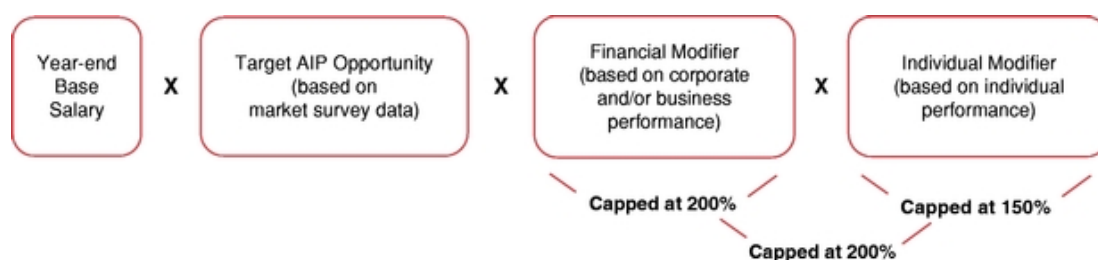 Year-end
Base
Salary
X
Target AIP Opportunity
(based on
market survey data)
X
Financial Modifier
(based on corporate
and/or business
performance)
X
Individual Modifier
(based on individual
performance)
Capped at 200%
Capped at 150%
Capped at 200%